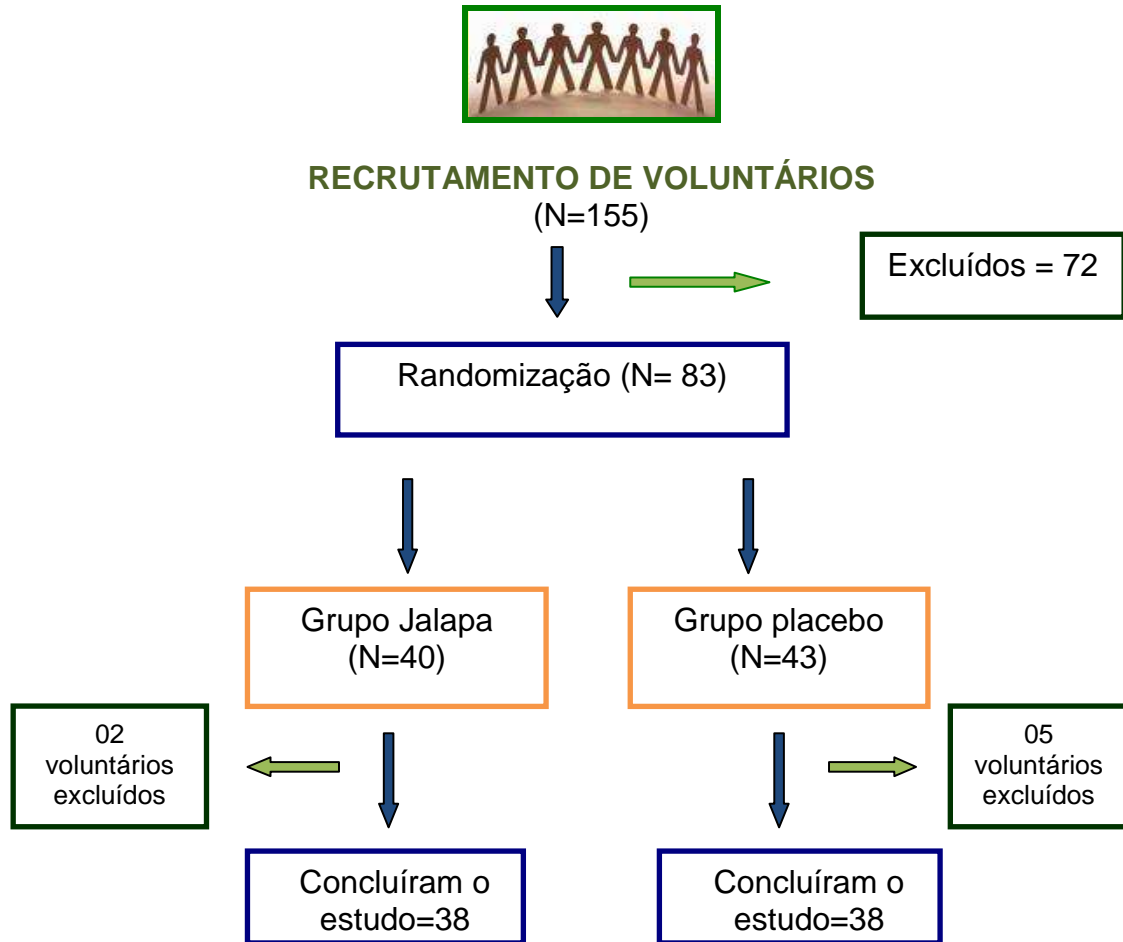 RECRUTAMENTO DE VOLUNTÁRIOS
(N=155)
Excluídos = 72
Randomização (N= 83)
Grupo Jalapa
(N=40)
Grupo placebo
(N=43)
02
voluntários
excluídos
05
voluntários
excluídos
Concluíram o
estudo=38
Concluíram o
estudo=38